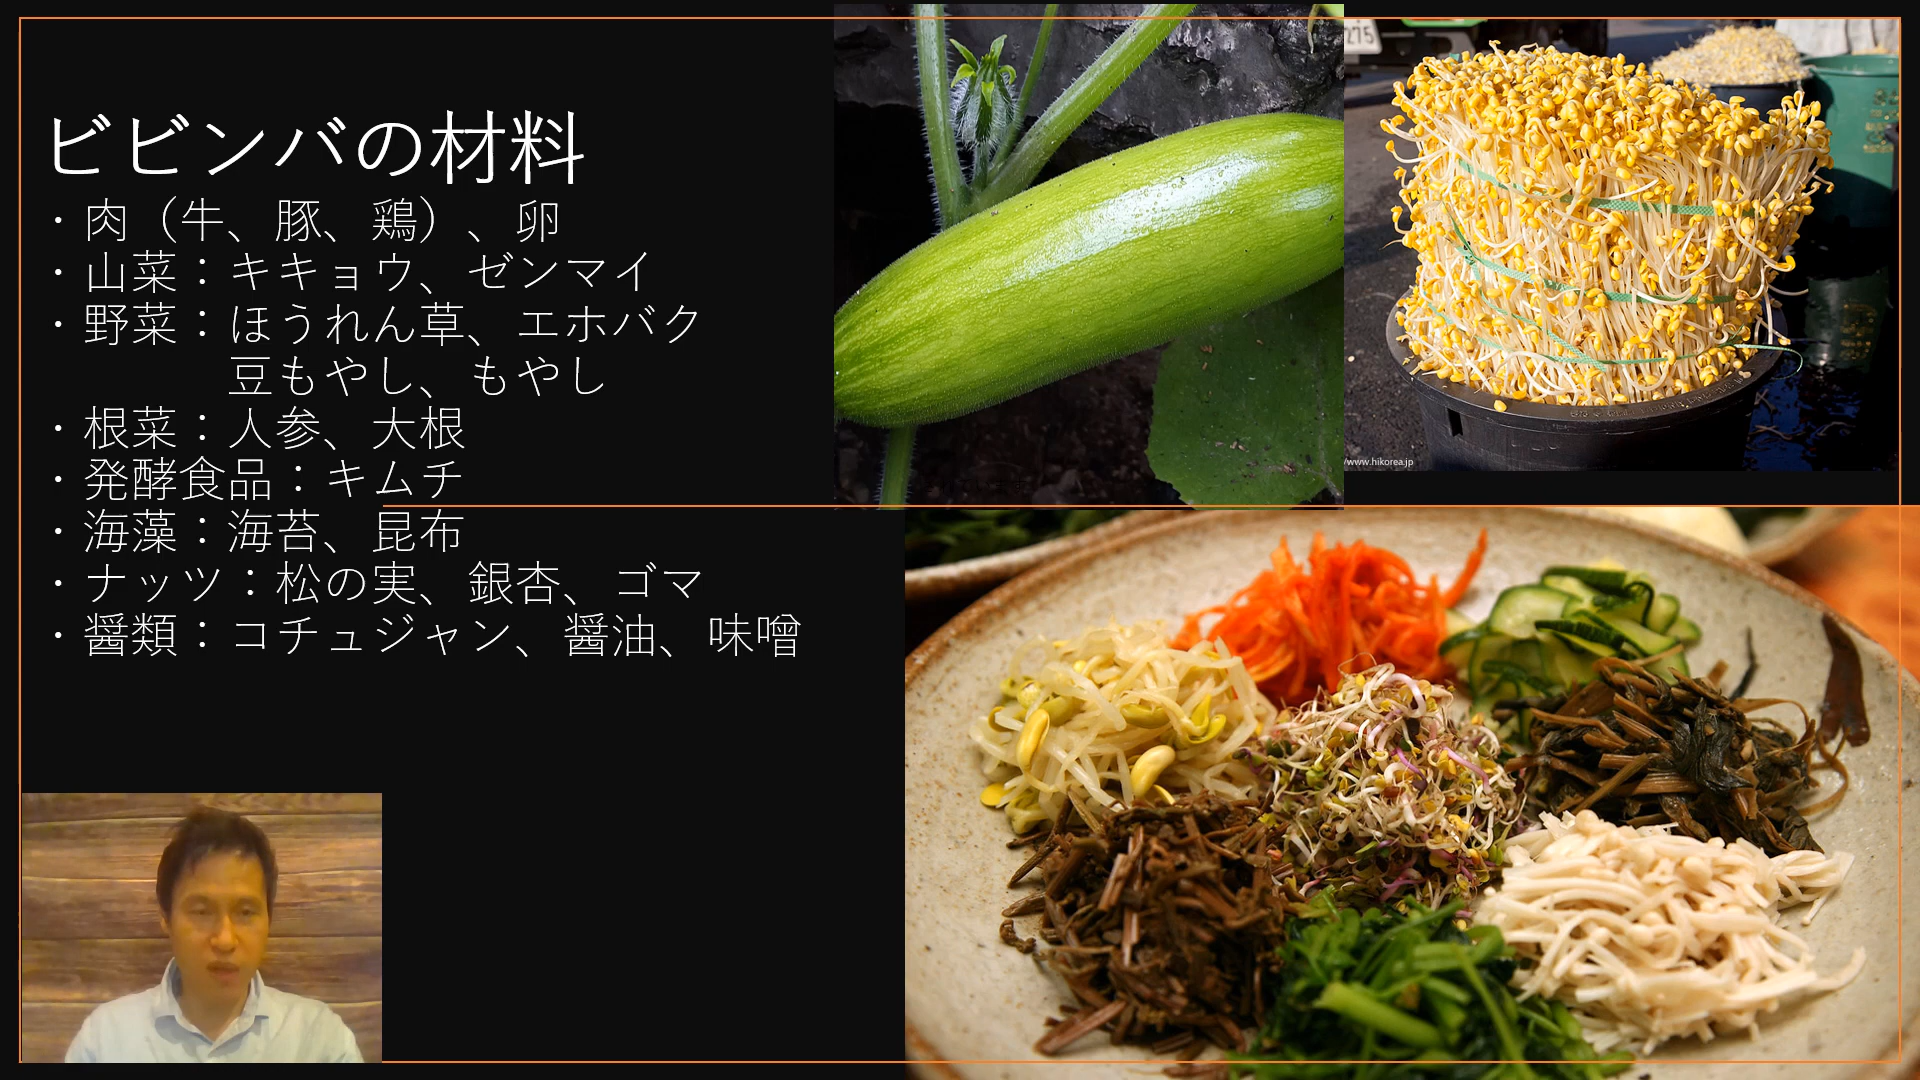 ビビンバの材料
・肉（牛、豚、鶏）、卵
・山菜：キキョウ、ゼンマイ
・野菜：ほうれん草、エホバク
豆もやし、もやし
・根菜：人参、大根
・発酵食品：キムチ
・海藻：海苔、昆布
・ナッツ：松の実、銀杏、ゴマ
・醤類：コチュジャン、醤油、味噌
275
/www.hikorea.jp